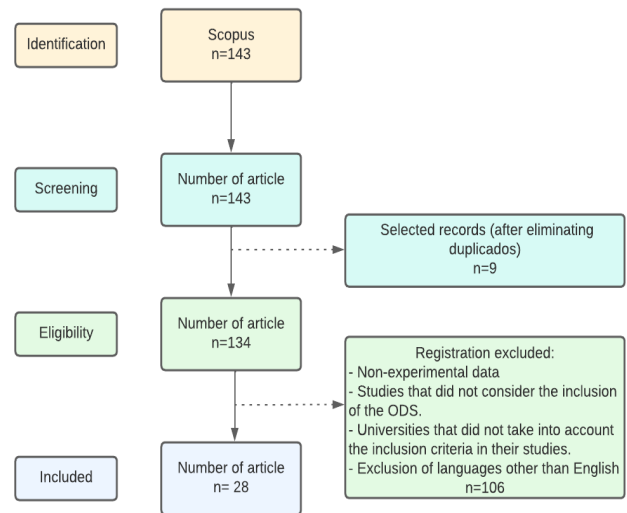 Identification
Scopus
n=143
Screening
Number of article
n=143
Selected records (after eliminating
duplicados)
n=9
Eligibility
Number of article
n=134
Registration excluded:
- Non-experimental data
- Studies that did not consider the inclusion
of the ODS.
- Universities that did not take into account
the inclusion criteria in their studies.
- Exclusion of languages other than English
n=106
Included
Number of article
n= 28